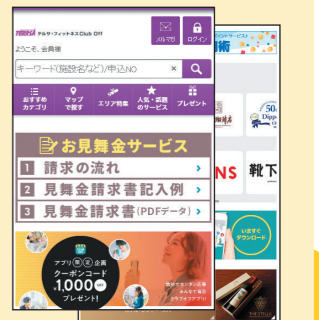 テルサ・フィットネスClub Off
メルマガ
ログイン
ようこそ、会員様
キーワード(施設名など)/申込NO
×
おすすめ
カテゴリ
マップ
で探す
エリア特集
人気・話題
のサービス
プレゼント
お見舞金サービス
1 請求の流れ
2 見舞金請求書記入例
3 見舞金請求書(PDFデータ)
アプリ限定企画
クーポンコード
¥1,000 OFF
プレゼント!
50
Dipp
NS
靴下
いますぐ
ダウンロード